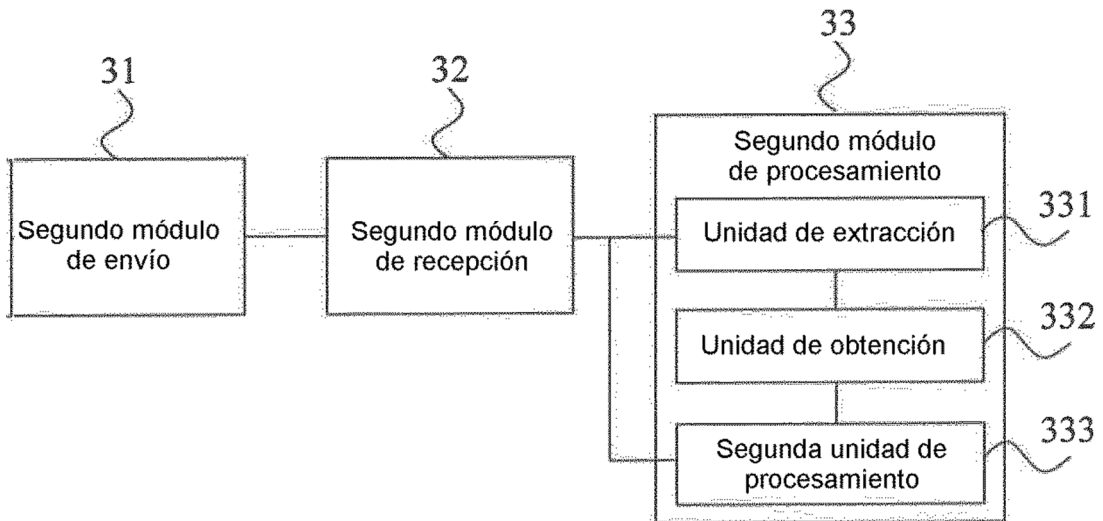 33
31
32
Segundo módulo
de procesamiento
331
Unidad de extracción
Segundo módulo
de envío
Segundo módulo
de recepción
332
Unidad de obtención
333
Segunda unidad de
procesamiento